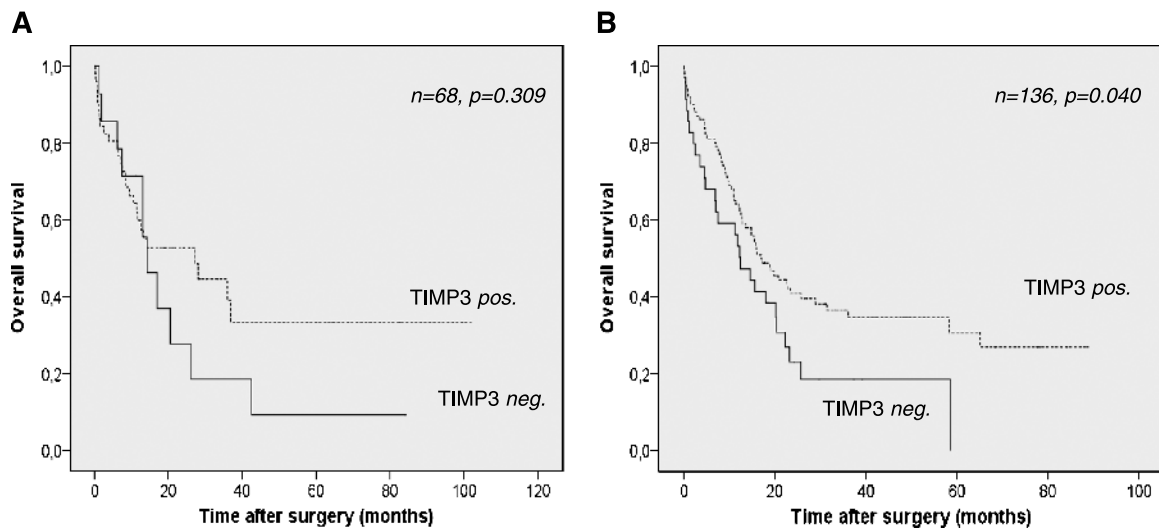 A
n=68, p=0.309
1,0
0,8
0,6
0,4
0,2
0,0
Overall survival
TIMP3 pos.
TIMP3 neg.
0 20 40 60 80 100 120
Time after surgery (months)
B
n=136, p=0.040
1,0
0,8
0,6
0,4
0,2
0,0
Overall survival
TIMP3 pos.
TIMP3 neg.
0 20 40 60 80 100
Time after surgery (months)